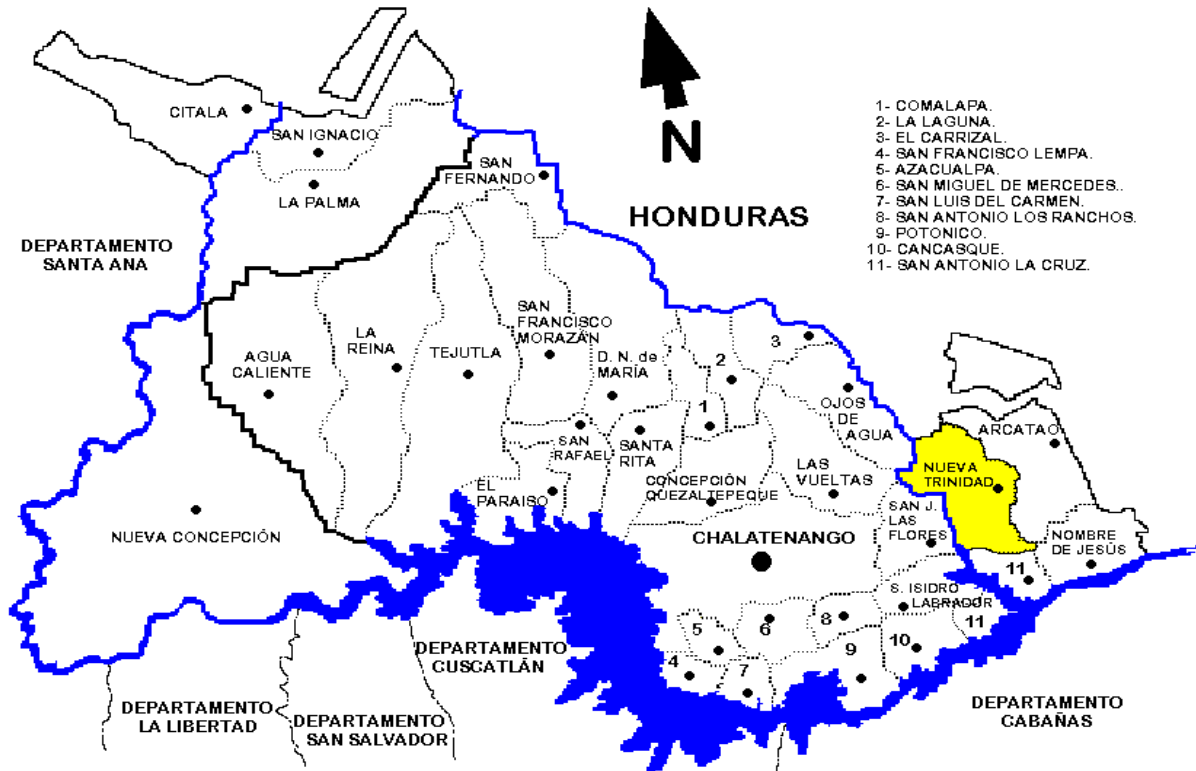 CITALA
SAN IGNACIO
LA PALMA
SAN
FERNANDO
N
HONDURAS
1- COMALAPA.
2- LA LAGUNA.
3- EL CARRIZAL.
4- SAN FRANCISCO LEMPA.
5- AZACUALPA.
6- SAN MIGUEL DE MERCEDES..
7- SAN LUIS DEL CARMEN.
8- SAN ANTONIO LOS RANCHOS.
9- POTONICO.
10- CANCASQUE.
11- SAN ANTONIO LA CRUZ.
DEPARTAMENTO
SANTA ANA
AGUA
CALIENTE
LA
REINA
TEJUTLA
SAN
FRANCISCO
MORAZÁN
D. N. de
MARÍA
2
3
1
OJOS
DE
AGUA
ARCATAO
SAN
RAFAEL
SANTA
RITA
EL
PARAISO
CONCEPCIÓN
QUEZALTEPEQUE
LAS
VUELTAS
NUEVA
TRINIDAD
SAN J.
LAS
FLORES
NOMBRE
DE JESÚS
NUEVA CONCEPCIÓN
CHALATENANGO
11
S. ISIDRO
LABRADOR
11
5
6
8
10
4
7
9
DEPARTAMENTO
CUSCATLÁN
DEPARTAMENTO
LA LIBERTAD
DEPARTAMENTO
SAN SALVADOR
DEPARTAMENTO
CABAÑAS